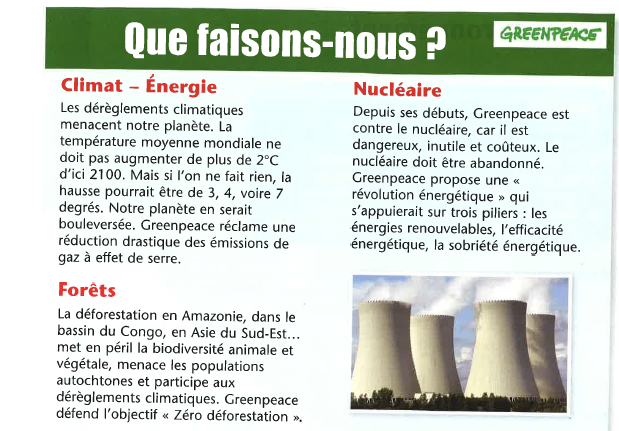 Que faisons-nous ?
GREENPEACE
Climat – Énergie
Les dérèglements climatiques
menacent notre planète. La
température moyenne mondiale ne
doit pas augmenter de plus de 2°C
d'ici 2100. Mais si l'on ne fait rien, la
hausse pourrait être de 3, 4, voire 7
degrés. Notre planète en serait
bouleversée. Greenpeace réclame une
réduction drastique des émissions de
gaz à effet de serre.
Forêts
La déforestation en Amazonie, dans le
bassin du Congo, en Asie du Sud-Est...
met en péril la biodiversité animale et
végétale, menace les populations
autochtones et participe aux
dérèglements climatiques. Greenpeace
défend l'objectif « Zéro déforestation ».
Nucléaire
Depuis ses débuts, Greenpeace est
contre le nucléaire, car il est
dangereux, inutile et coûteux. Le
nucléaire doit être abandonné.
Greenpeace propose une «
révolution énergétique » qui
s'appuierait sur trois piliers : les
énergies renouvelables, l'efficacité
énergétique, la sobriété énergétique.